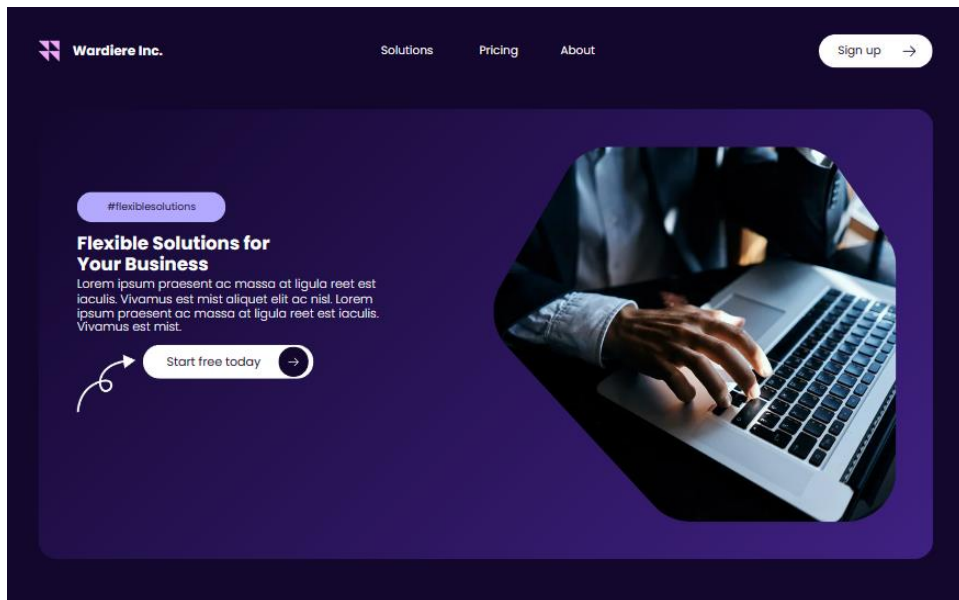 Wardiere Inc.
Solutions
Pricing
About
Sign up
#flexiblesolutions
Flexible Solutions for
Your Business
Lorem ipsum praesent ac massa at ligula reet est
iaculis. Vivamus est mist aliquet elit ac nisl. Lorem
ipsum praesent ac massa at ligula reet est iaculis.
Vivamus est mist.
Start free today